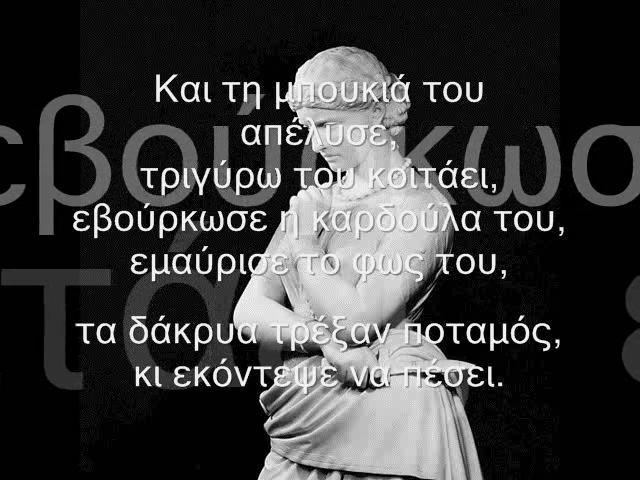 Και τη μπουκιά του
απέλυσε,
τριγύρω του κοιτάει,
εβούρκωσε η καρδούλα του,
εμαύρισε το φως του,
τα δάκρυα τρέξαν ποταμός,
κι εκόντεψε να πέσει.